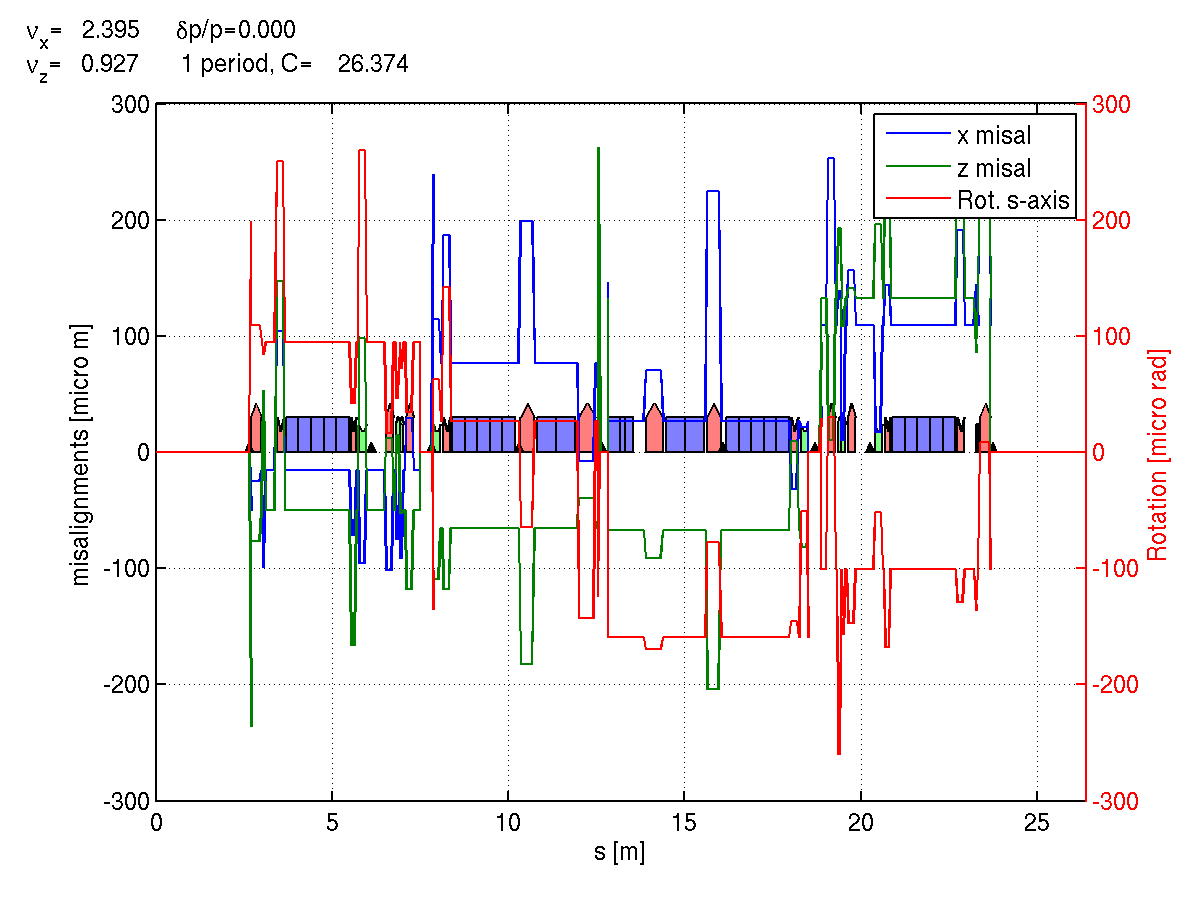 νx= 2.395 δp/p=0.000
νz= 0.927 1 period, C= 26.374
300
200
100
0
-100
-200
-300
misalignments [micro m]
0
5
10
15
20
25
s [m]
x misal
z misal
Rot. s-axis
300
200
100
0
-100
-200
-300
Rotation [micro rad]